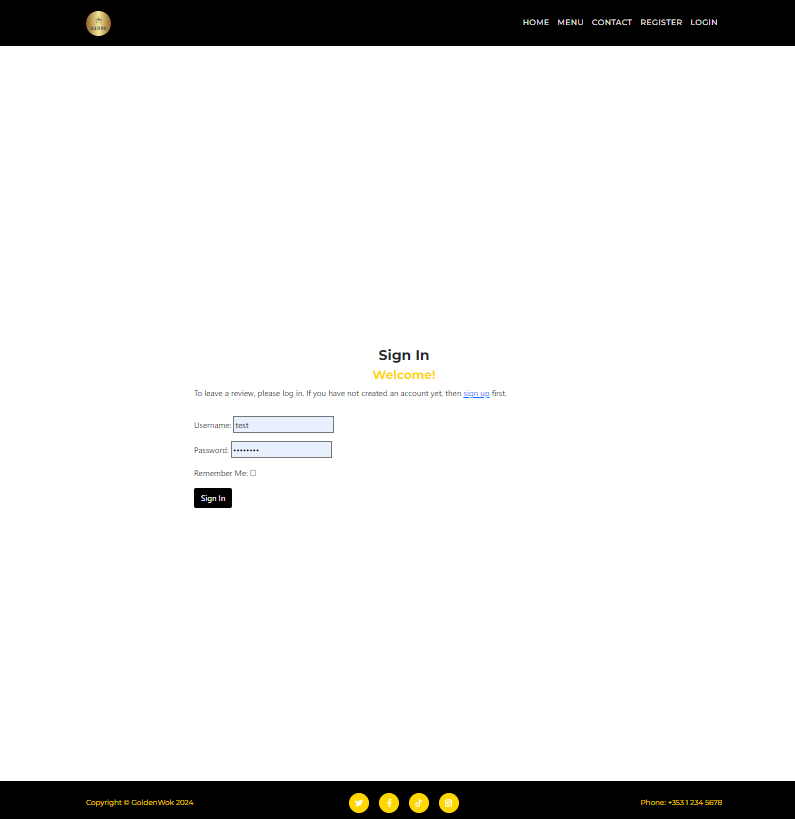 HOME MENU CONTACT REGISTER LOGIN
Sign In
Welcome!
To leave a review, please log in. If you have not created an account yet, then sign up first.
Username: test
Password: ••••••••
Remember Me:
Sign In
Copyright © GoldenWok 2024
Phone: +353 1 234 5678